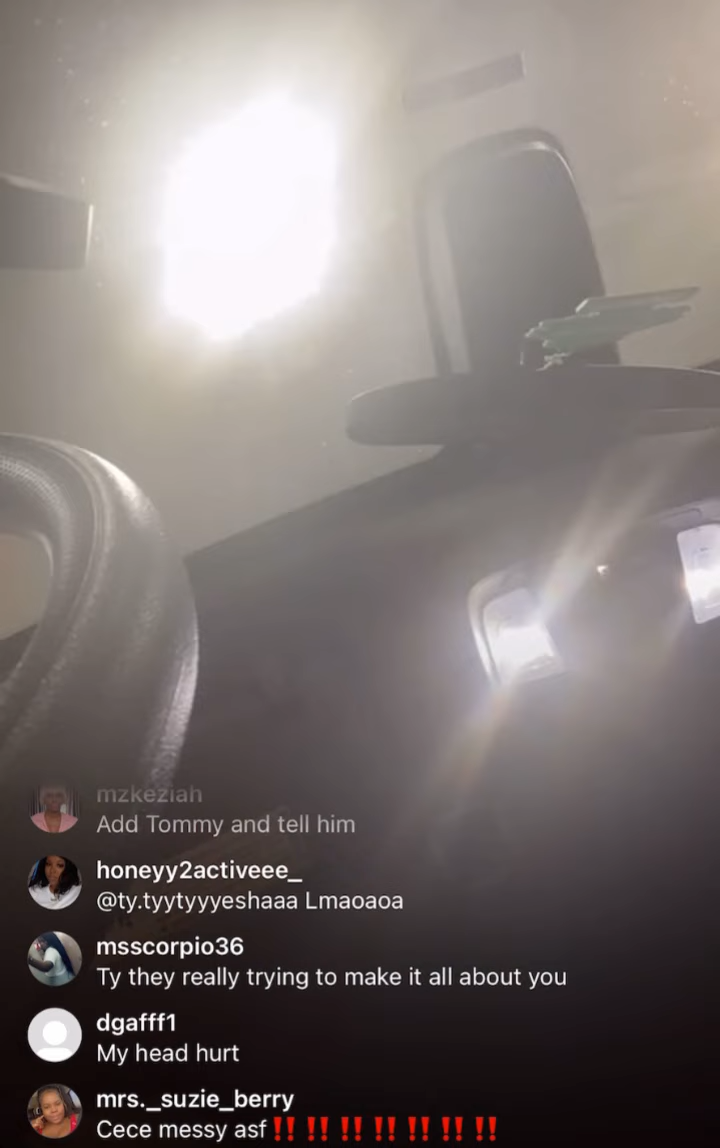 mzkeziah
Add Tommy and tell him
honeyy2activeee_
@ty.tyytyyyeshaaa Lmaoaoa
msscorpio36
Ty they really trying to make it all about you
dgafff1
My head hurt
mrs._suzie_berry
Cece messy asf‼️‼️‼️‼️‼️‼️‼️